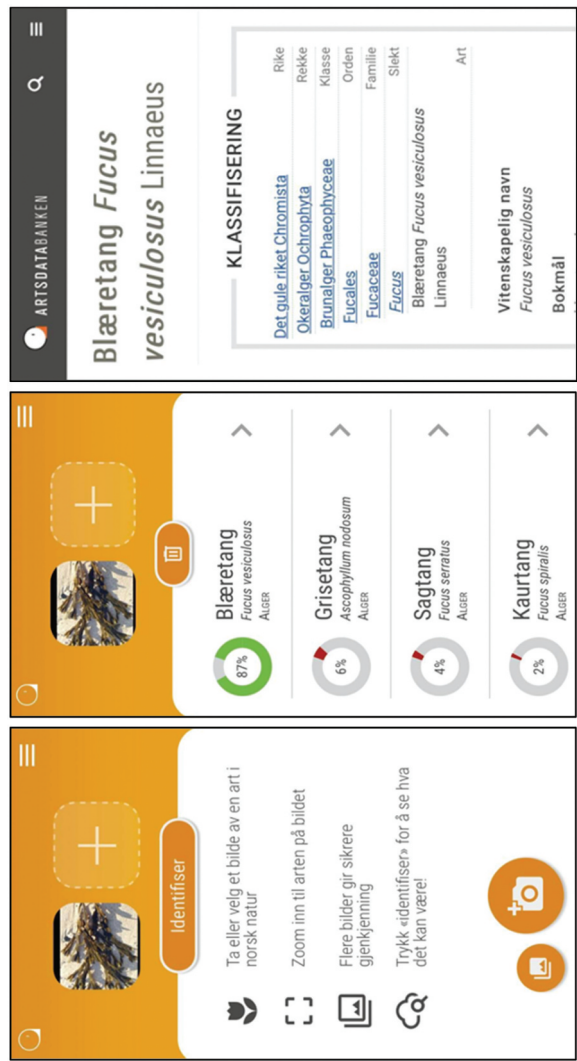 Identifiser
Ta eller velg et bilde av en art i
norsk natur
Zoom inn til arten på bildet
Flere bilder gir sikrere
gjenkjenning
Trykk «identifiser» for å se hva
det kan være!
Blæretang
Fucus vesiculosus
ALGER
87%
Grisetang
Ascophyllum nodosum
ALGER
6%
Sagtang
Fucus serratus
ALGER
4%
Kaurtang
Fucus spiralis
ALGER
2%
ARTSDATABANKEN
Blæretang Fucus
vesiculosus Linnaeus
KLASSIFISERING
Det gule riket Chromista Rike
Okeralger Ochrophyta Rekke
Brunalger Phaeophyceae Klasse
Fucales Orden
Fucaceae Familie
Fucus Slekt
Blæretang Fucus vesiculosus
Linnaeus
Art
Vitenskapelig navn
Fucus vesiculosus
Bokmål